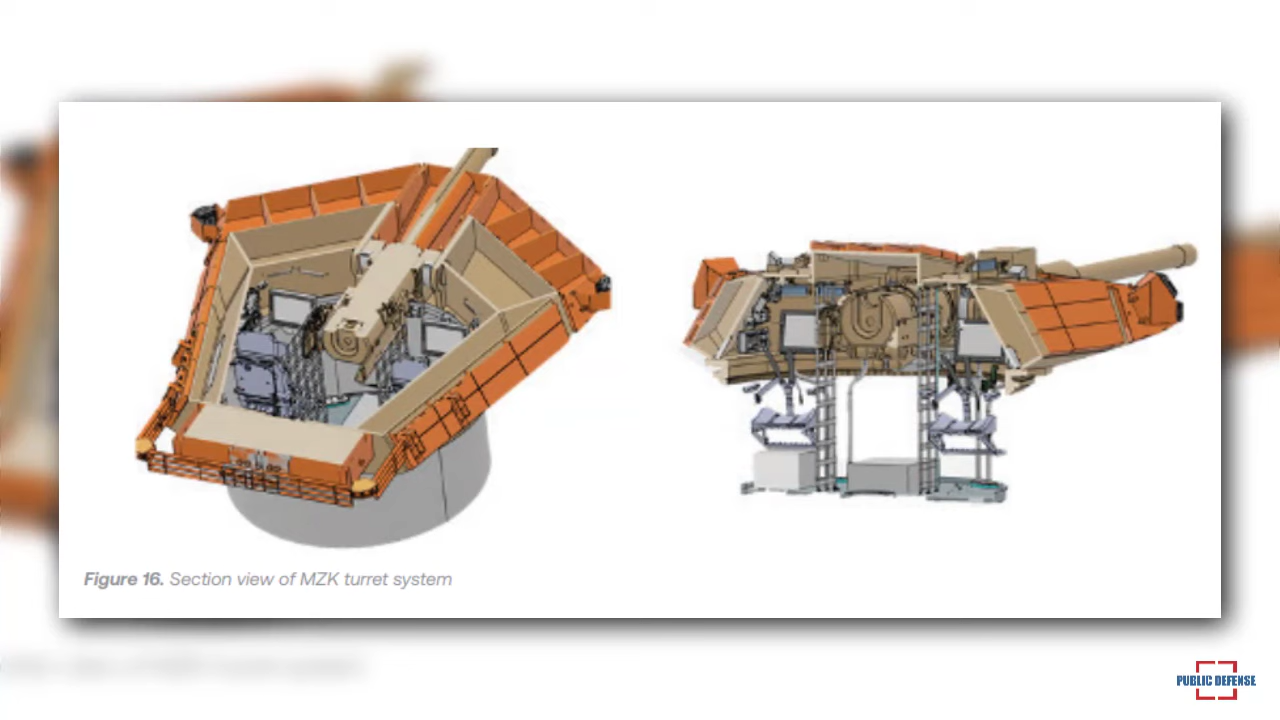 Figure 16. Section view of MZK turret system
PUBLIC DEFENSE